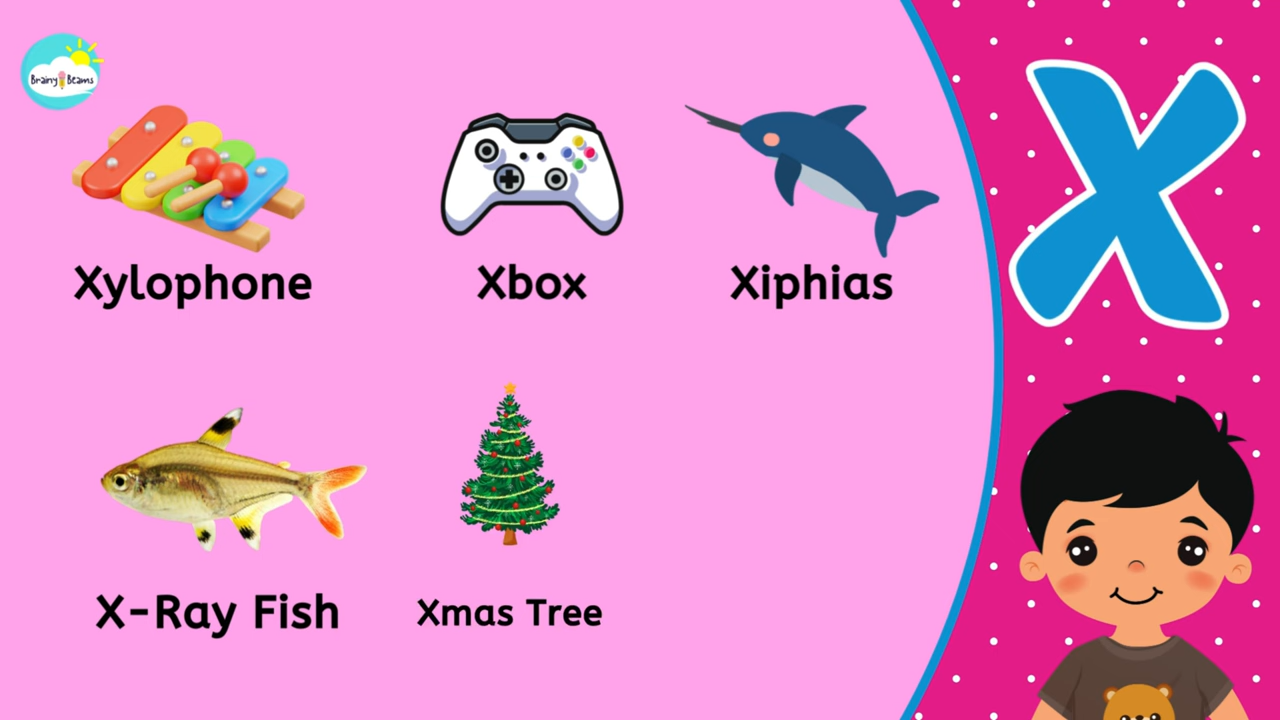 Brainy Beams
Xylophone
Xbox
Xiphias
X-Ray Fish
Xmas Tree
X